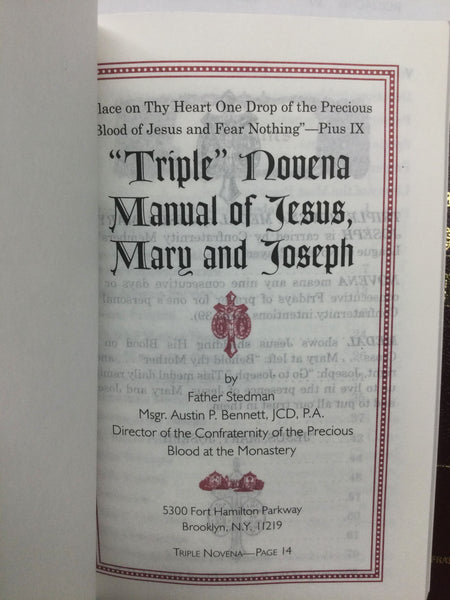 lace on Thy Heart One Drop of the Precious
Blood of Jesus and Fear Nothing"—Pius IX
"Triple" Novena
Manual of Jesus,
Mary and Joseph
by
Father Stedman
Msgr. Austin P. Bennett, JCD, P.A.
Director of the Confraternity of the Precious
Blood at the Monastery
5300 Fort Hamilton Parkway
Brooklyn, N.Y. 11219
TRIPLE NOVENA—PAGE 14